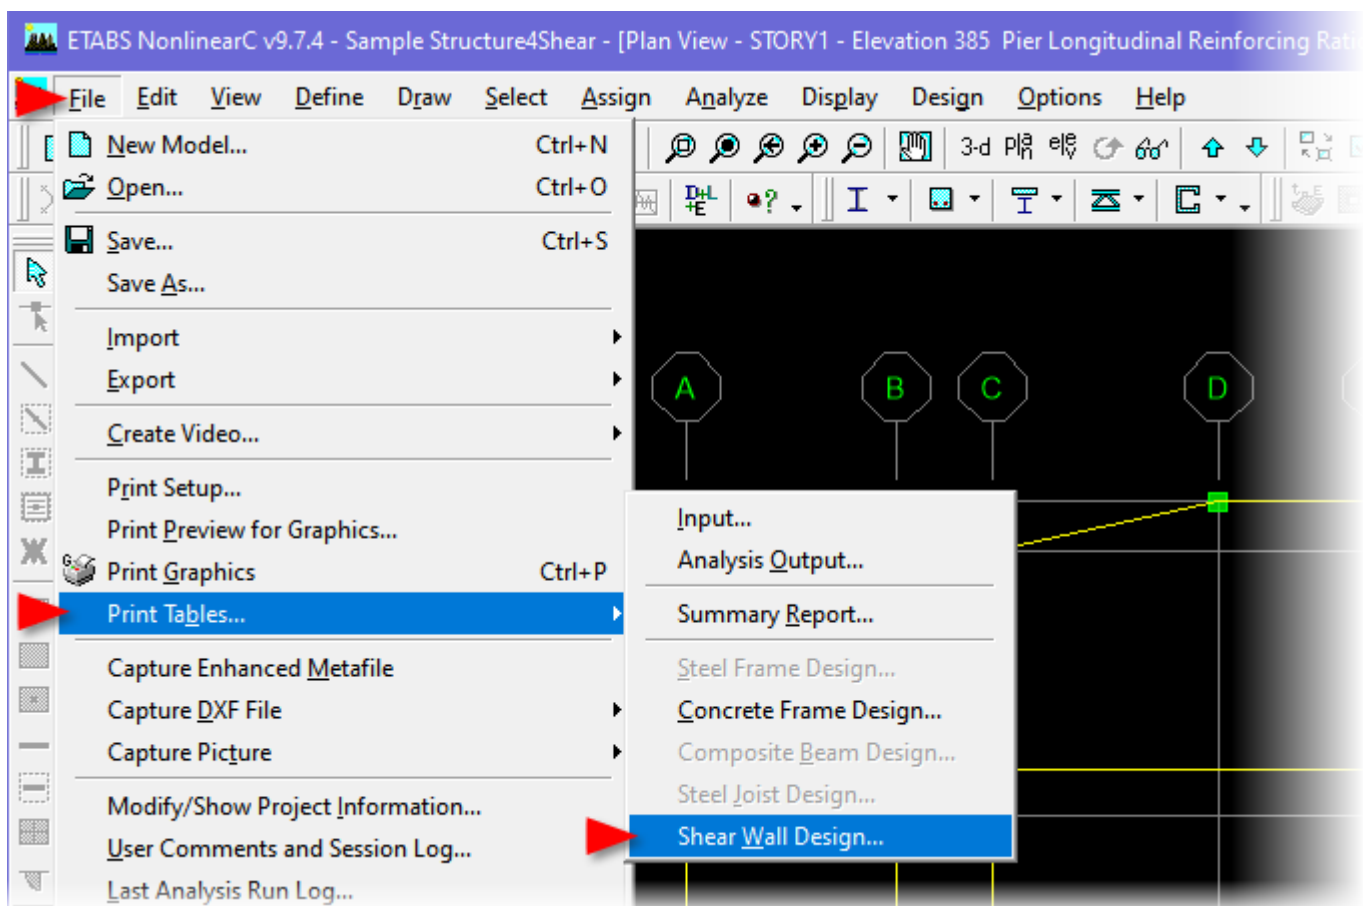 ETABS NonlinearC v9.7.4 - Sample Structure4Shear - [Plan View - STORY1 - Elevation 385 Pier Longitudinal Reinforcing
File Edit View Define Draw Select Assign Analyze Display Design Options Help
New Model... Ctrl+N
3-d
Open... Ctrl+O
D+L
+E
?
Save... Ctrl+S
Save As...
Import
Export
A B C D
Create Video...
Print Setup...
Print Preview for Graphics...
Print Graphics Ctrl+P
Print Tables...
Capture Enhanced Metafile
Capture DXF File
Capture Picture
Modify/Show Project Information...
User Comments and Session Log...
Last Analysis Run Log...
Input...
Analysis Output...
Summary Report...
Steel Frame Design...
Concrete Frame Design...
Composite Beam Design...
Steel Joist Design...
Shear Wall Design...